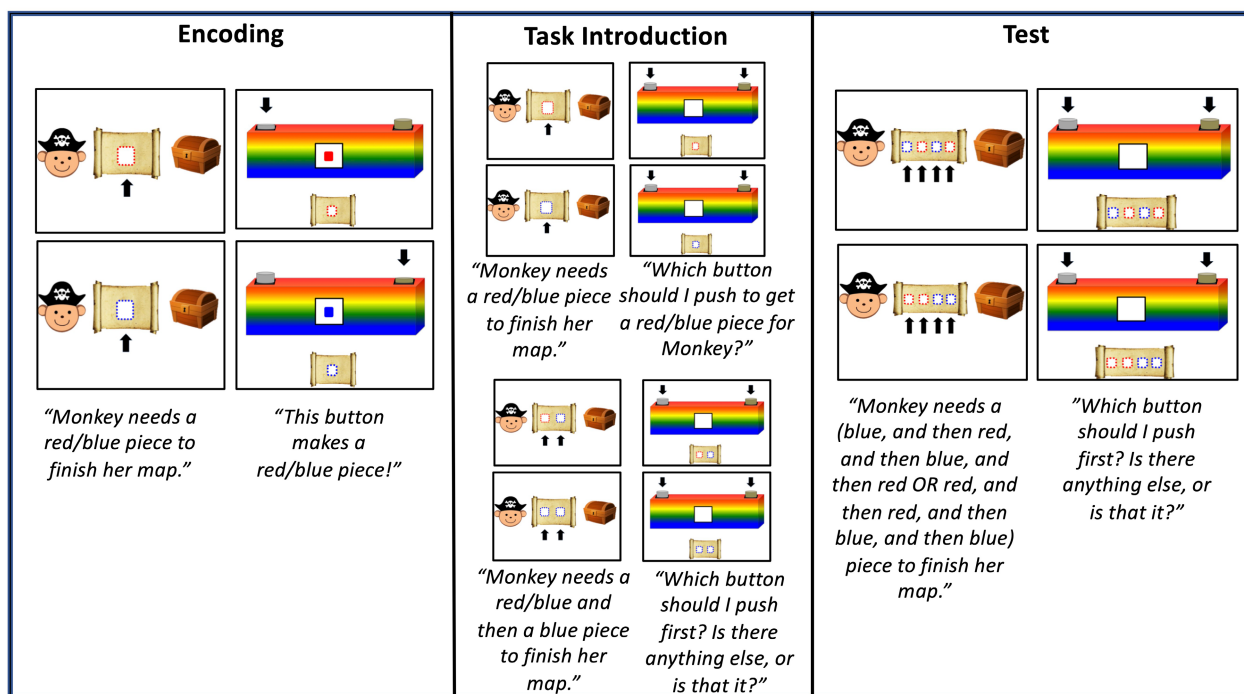 Encoding
“Monkey needs a
red/blue piece to
finish her map.”
“This button
makes a
red/blue piece!”
Task Introduction
“Monkey needs
a red/blue piece
to finish her
map.”
“Which button
should I push to get
a red/blue piece for
Monkey?”
“Monkey needs a
red/blue and
then a blue piece
to finish her
map.”
“Which button
should I push
first? Is there
anything else, or
is that it?”
Test
“Monkey needs a
(blue, and then red,
and then blue, and
then red OR red, and
then red, and then
blue, and then blue)
piece to finish her
map.”
”Which button
should I push
first? Is there
anything else, or
is that it?”